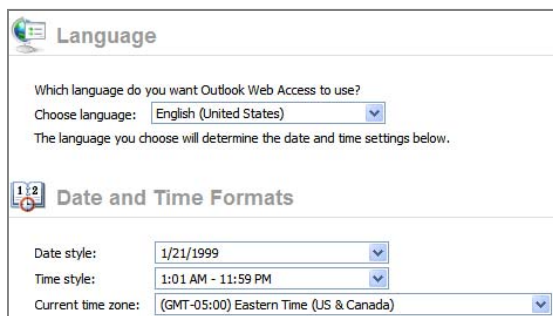 Language
Which language do you want Outlook Web Access to use?
Choose language: English (United States)
The language you choose will determine the date and time settings below.
Date and Time Formats
Date style: 1/21/1999
Time style: 1:01 AM - 11:59 PM
Current time zone: (GMT-05:00) Eastern Time (US & Canada)